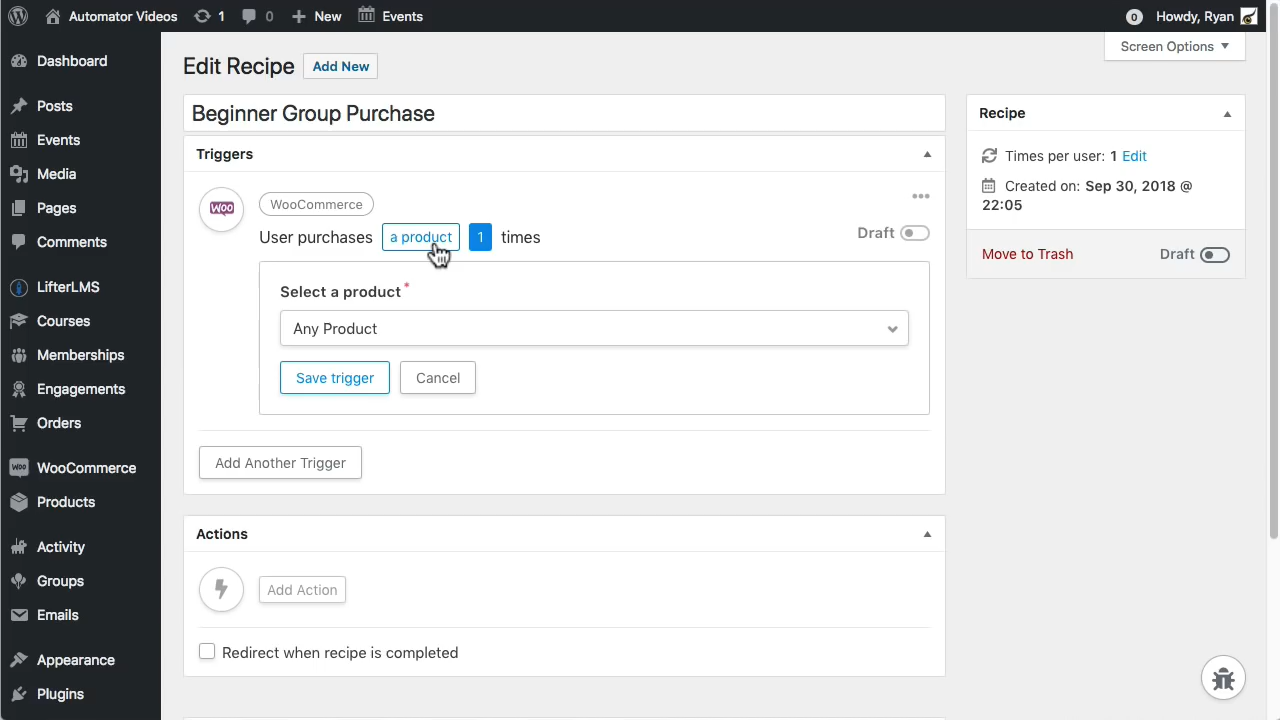 Automator Videos 1 0 New Events 0 Howdy, Ryan
Screen Options
Dashboard
Posts
Events
Media
Pages
Comments
LifterLMS
Courses
Memberships
Engagements
Orders
WooCommerce
Products
Activity
Groups
Emails
Appearance
Plugins
Edit Recipe Add New
Beginner Group Purchase
Triggers
WOO WooCommerce
User purchases a product 1 times
Draft
Select a product *
Any Product
Save trigger Cancel
Add Another Trigger
Actions
Add Action
Redirect when recipe is completed
Recipe
Times per user: 1 Edit
Created on: Sep 30, 2018 @
22:05
Move to Trash Draft